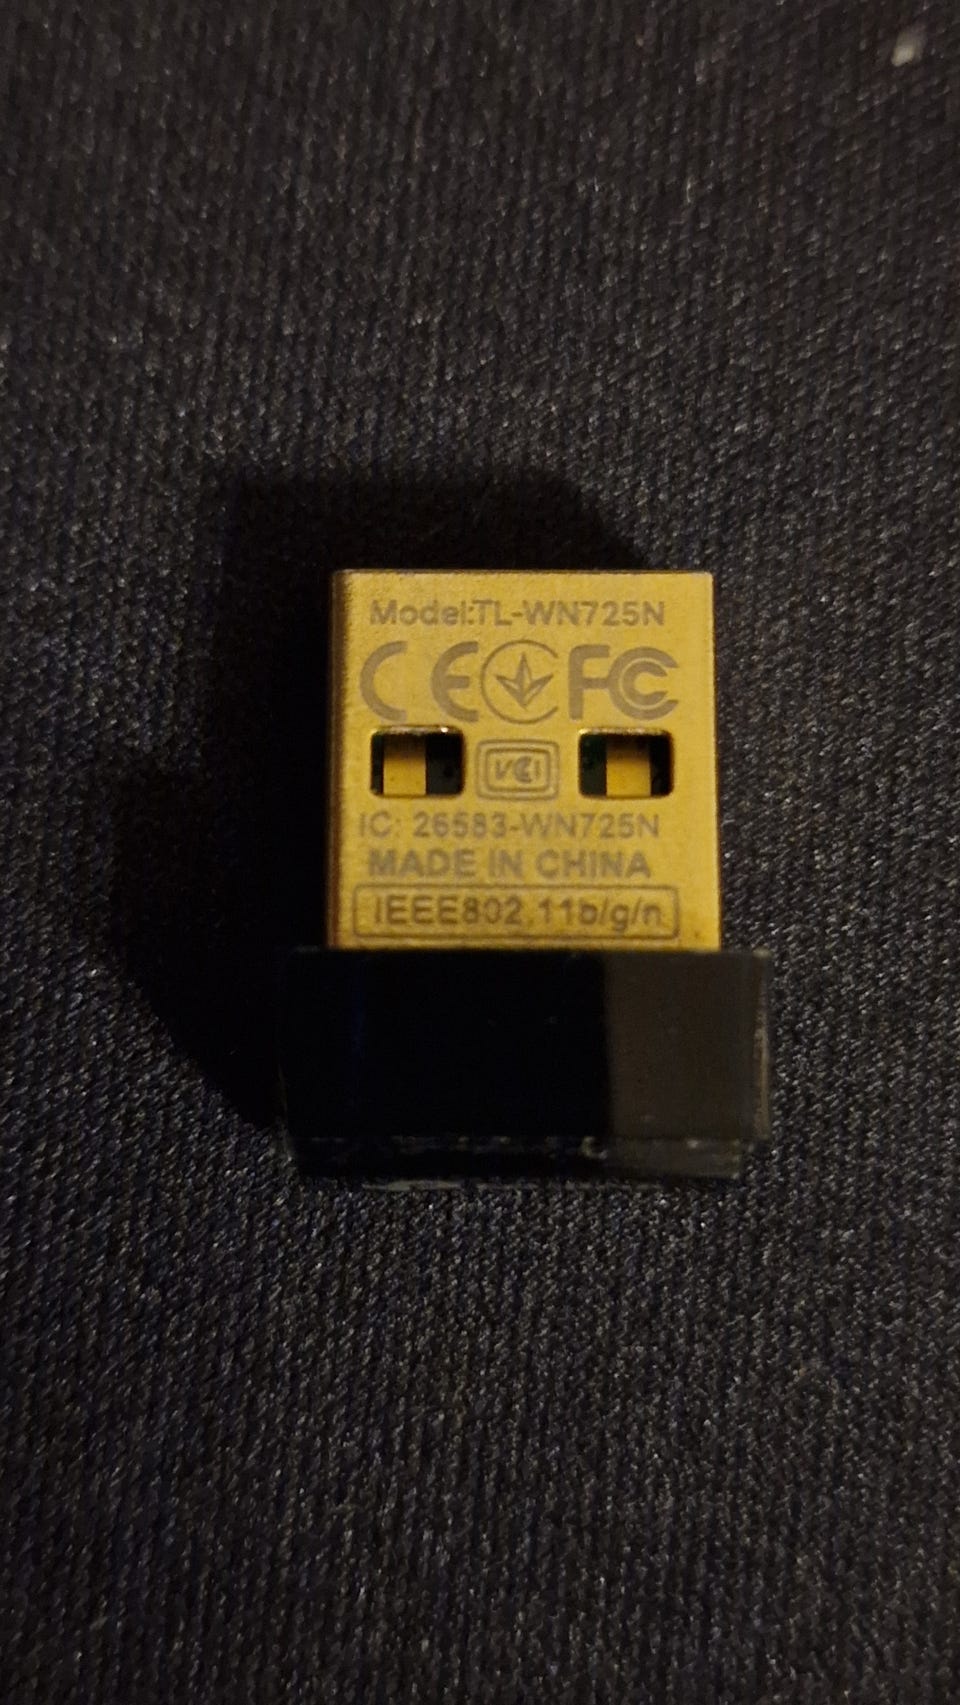 Model:TL-WN725N
CE FC
VCI
IC: 26583-WN725N
MADE IN CHINA
IEEE802.11b/g/n